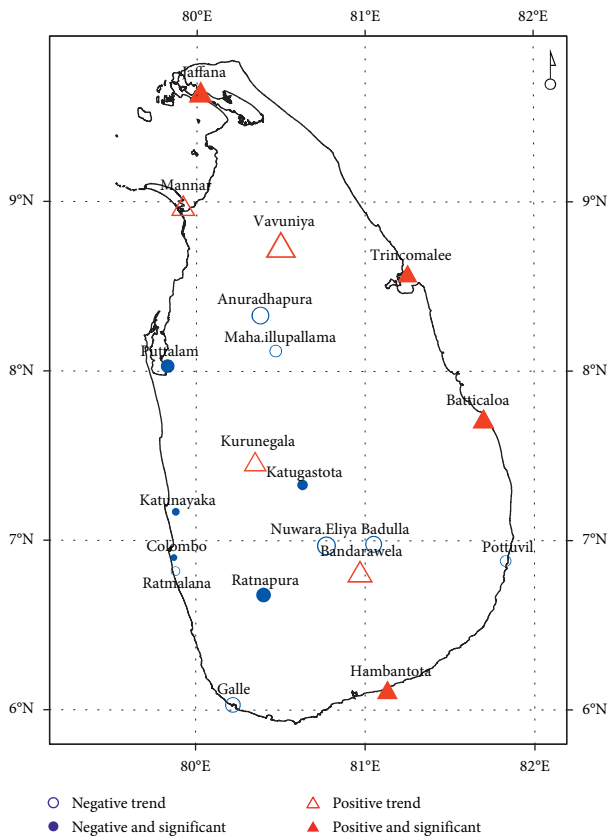 80°E 81°E 82°E
Jaffana
Mannar
9°N 9°N
Vavuniya
Trincomalee
Anuradhapura
Maha.illupallama
Puttalam
8°N 8°N
Batticaloa
Kurunegala
Katugastota
Katunayaka
Nuwara.Eliya Badulla
7°N 7°N
Colombo
Bandarawela
Pottuvil
Ratmalana
Ratnapura
Hambantota
Galle
6°N 6°N
80°E 81°E 82°E
Negative trend
Positive trend
Negative and significant
Positive and significant